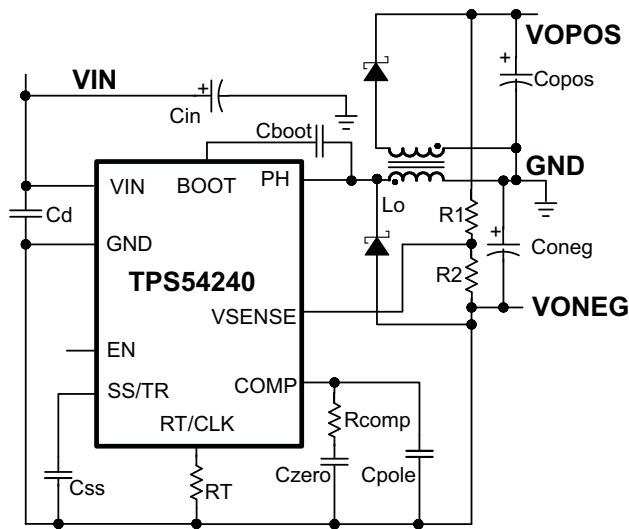 VOPOS
VIN
Copos
Cin
Cboot
GND
VIN
BOOT
PH
Lo
R1
Cd
GND
Coneg
TPS54240
R2
VSENSE
VONEG
EN
COMP
SS/TR
Rcomp
RT/CLK
Czero
Cpole
Css
RT